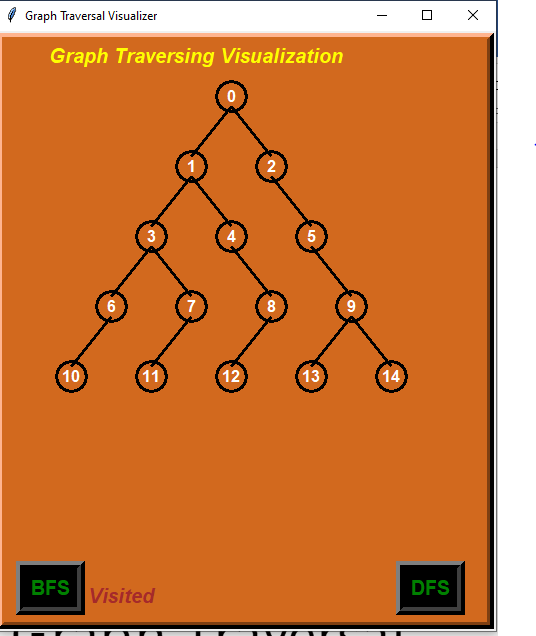 Graph Traversal Visualizer
Graph Traversing Visualization
0
1 2
3 4 5
6 7 8 9
10 11 12 13 14
BFS Visited DFS